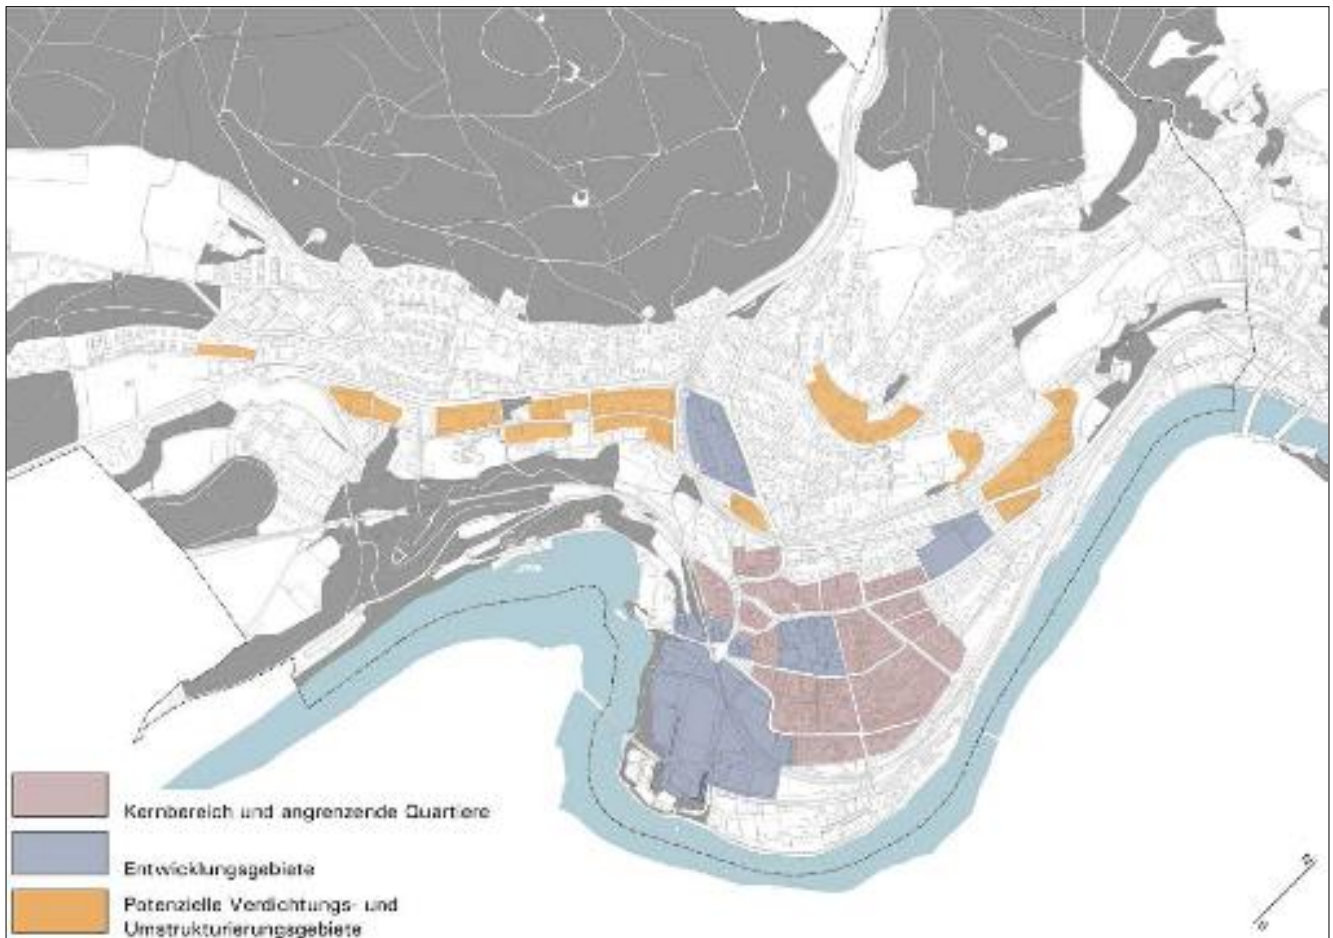 Kernbereich und angrenzende Quartiere
Entwicklungsgebiete
Potenzielle Verdichtungs- und
Umstrukturierungsgebiete